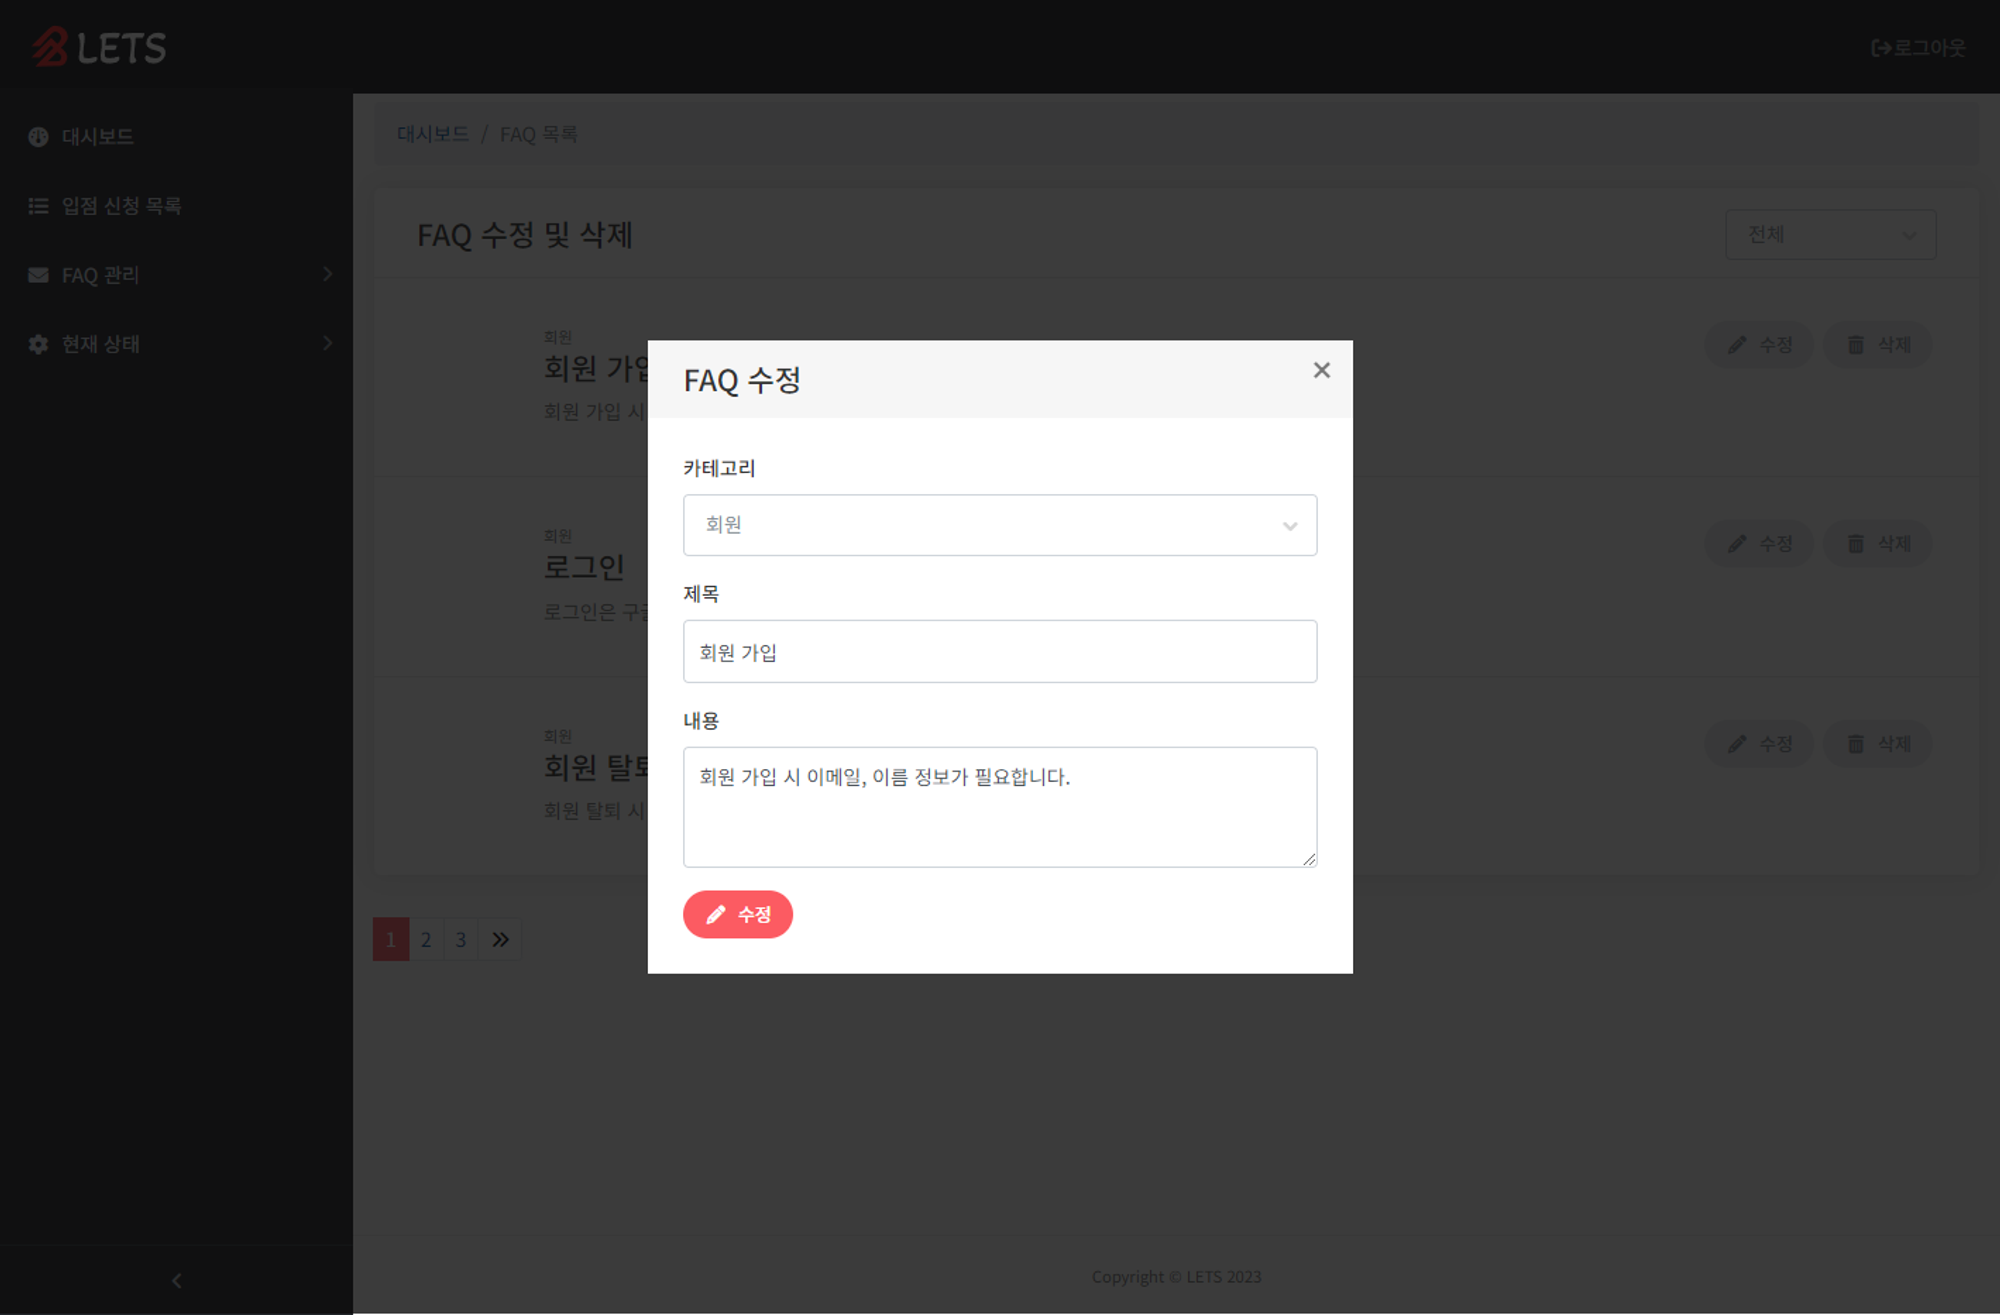 LETS
로그아웃
대시보드
입점 신청 목록
FAQ 관리
현재 상태
대시보드 / FAQ 목록
FAQ 수정 및 삭제
전체
회원
회원
회원 가입 시
수정
삭제
회원
로그인
로그인은
수정
삭제
회원
회원
회원 탈퇴 시
수정
삭제
FAQ 수정
카테고리
회원
제목
회원 가입
내용
회원 가입 시 이메일, 이름 정보가 필요합니다.
수정
1 2 3 »
Copyright © LETS 2023